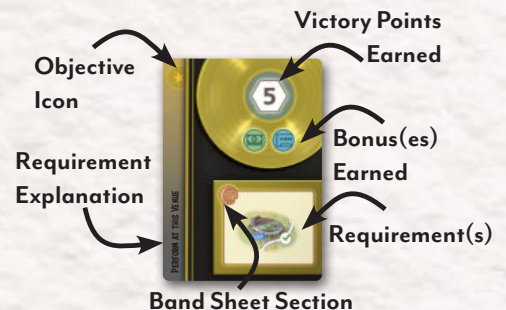 Victory Points
Earned
Objective
Icon
5
Bonus(es)
Earned
Requirement
Explanation
PERFORM AT THIS VENUE
Requirement(s)
Band Sheet Section